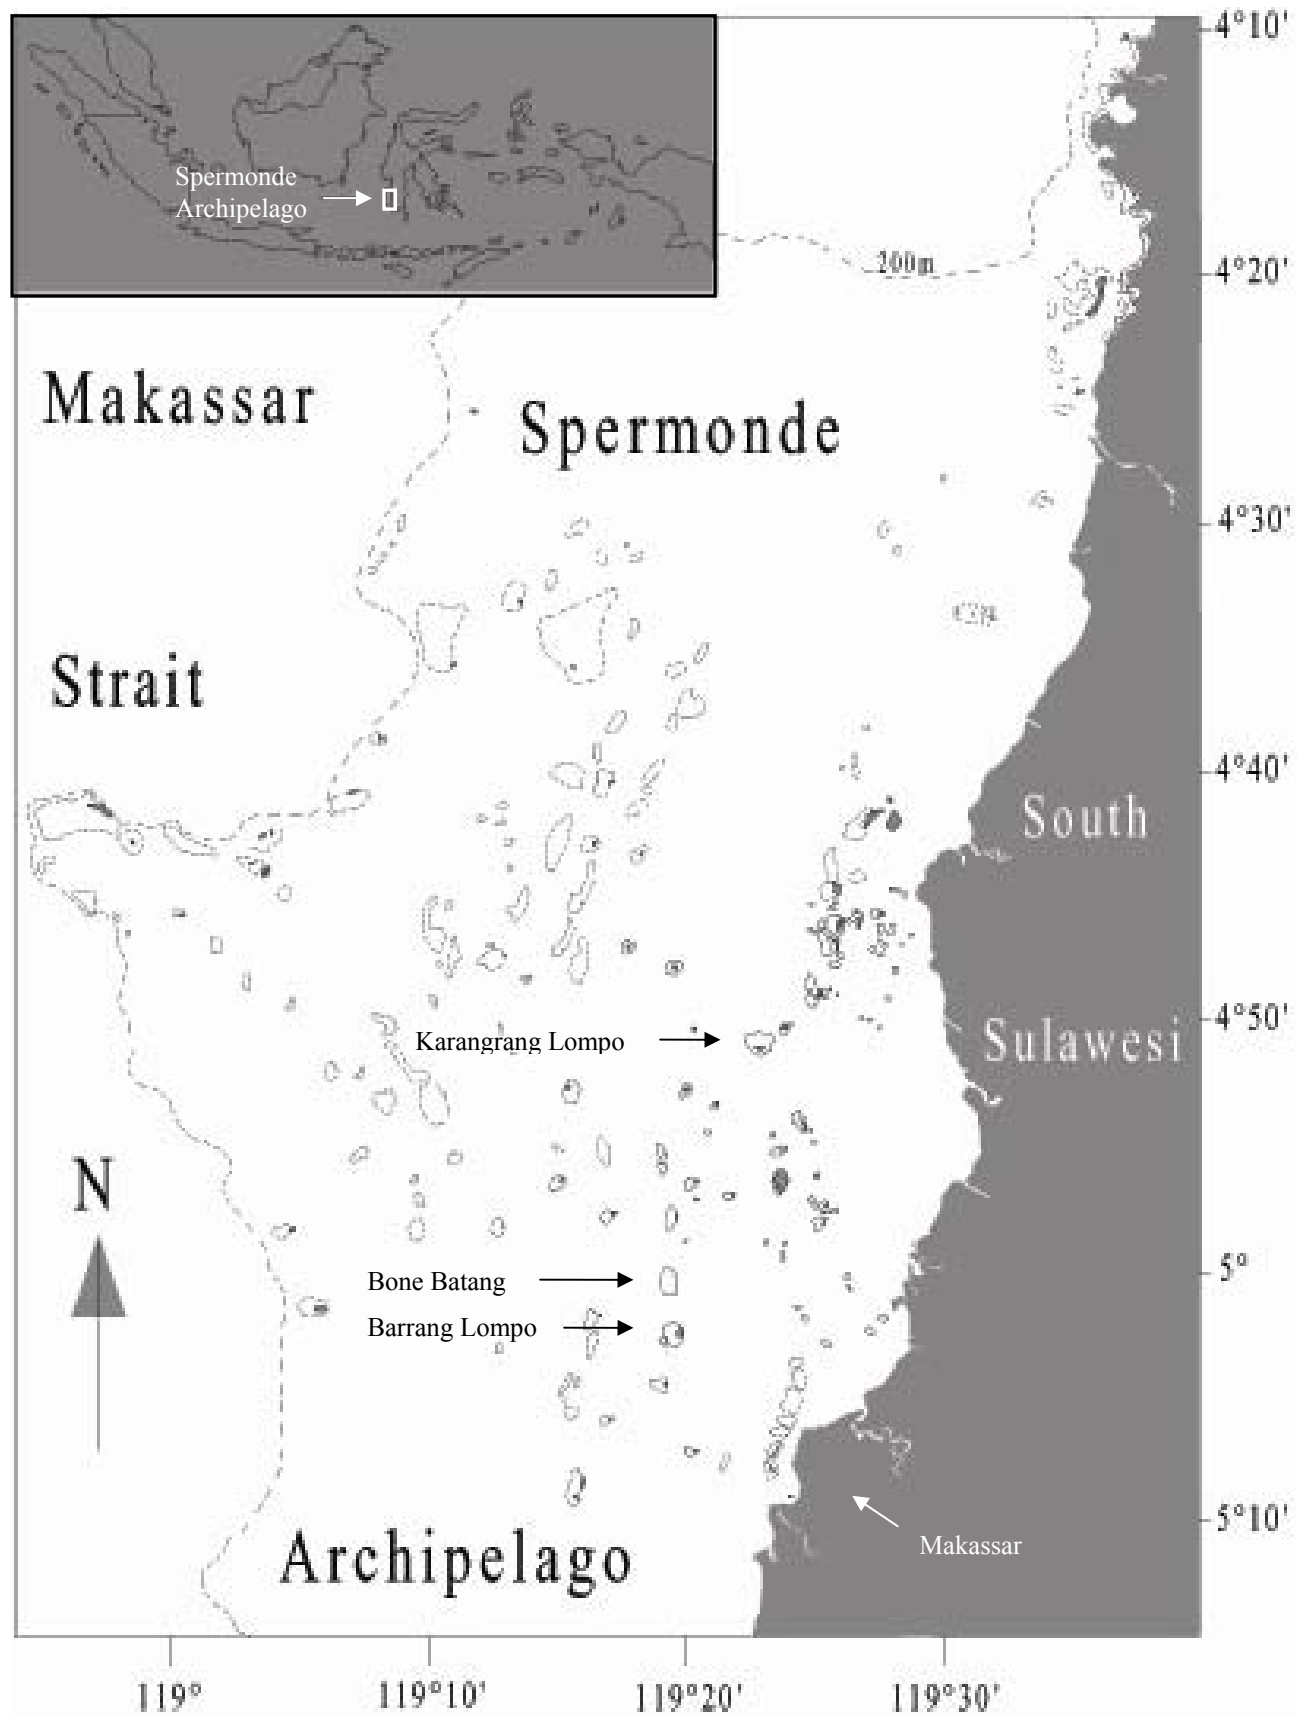 Spermonde
Archipelago
4°10'
200m
4°20'
Makassar
Spermonde
4°30'
Strait
4°40'
South
4°50'
Karangrang Lompo
Sulawesi
N
Bone Batang
5°
Barrang Lompo
5°10'
Archipelago
Makassar
119°
119°10'
119°20'
119°30'